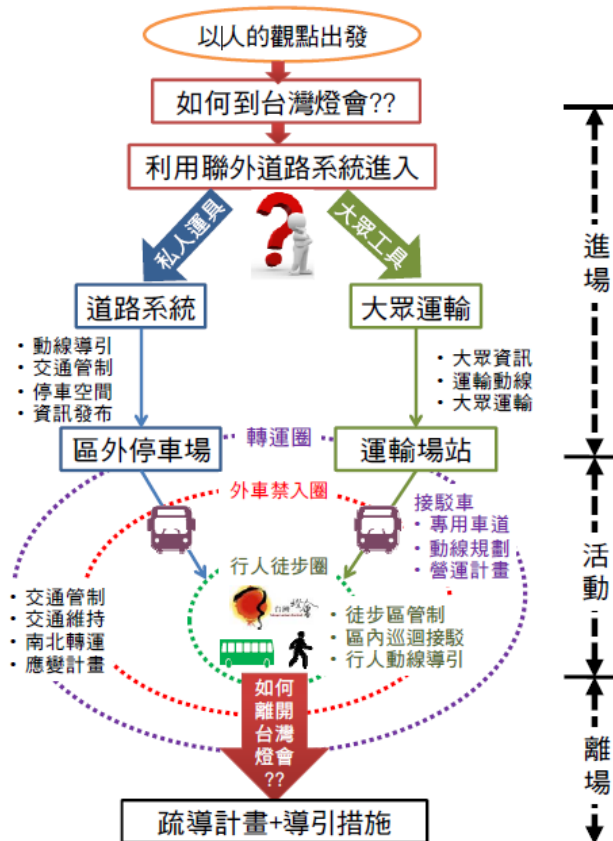 以人的觀點出發
如何到台灣燈會??
利用聯外道路系統進入
私人運具
大眾工具
進場
道路系統
大眾運輸
• 動線導引
• 交通管制
• 停車空間
• 資訊發布
• 大眾資訊
• 運輸動線
• 大眾運輸
區外停車場
轉運圈
運輸場站
外車禁入圈
接駁車
• 專用車道
• 動線規劃
• 營運計畫
活動
行人徒步圈
• 交通管制
• 交通維持
• 南北轉運
• 應變計畫
台灣燈會
• 徒步區管制
• 區內巡迴接駁
• 行人動線導引
如何
離開
台灣
燈會
??
離場
疏導計畫+導引措施